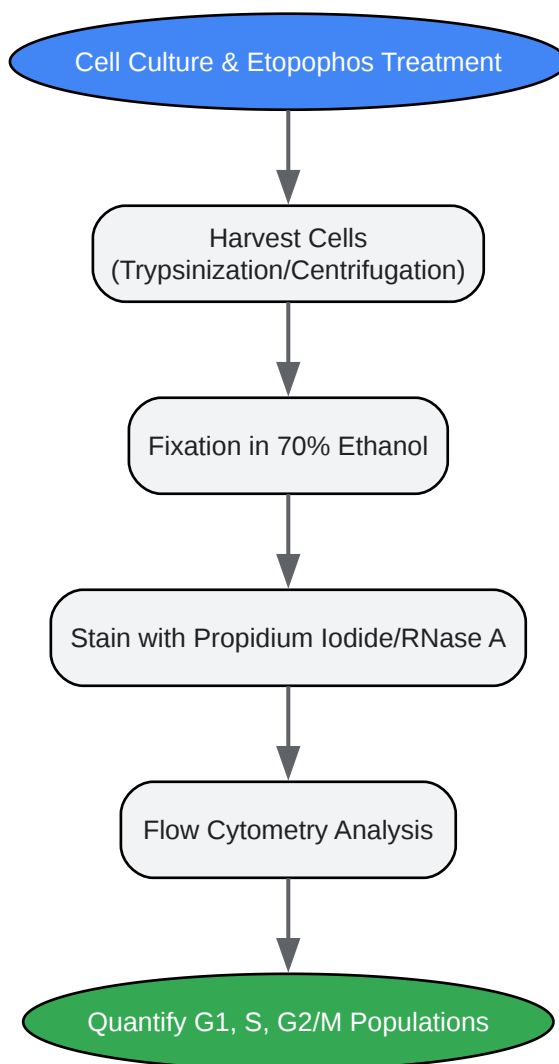 Cell Culture & Etopophos Treatment
Harvest Cells
(Trypsinization/Centrifugation)
Fixation in 70% Ethanol
Stain with Propidium Iodide/RNase A
Flow Cytometry Analysis
Quantify G1, S, G2/M Populations